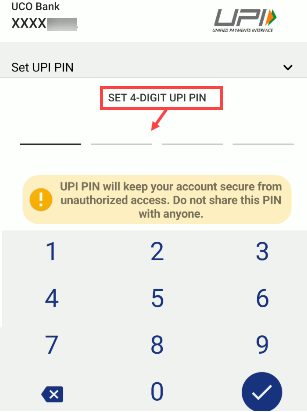 UCO Bank
XXXX
UPI
UNIFIED PAYMENTS INTERFACE
Set UPI PIN
SET 4-DIGIT UPI PIN
UPI PIN will keep your account secure from
unauthorized access. Do not share this PIN
with anyone.
1 2 3
4 5 6
7 8 9
0